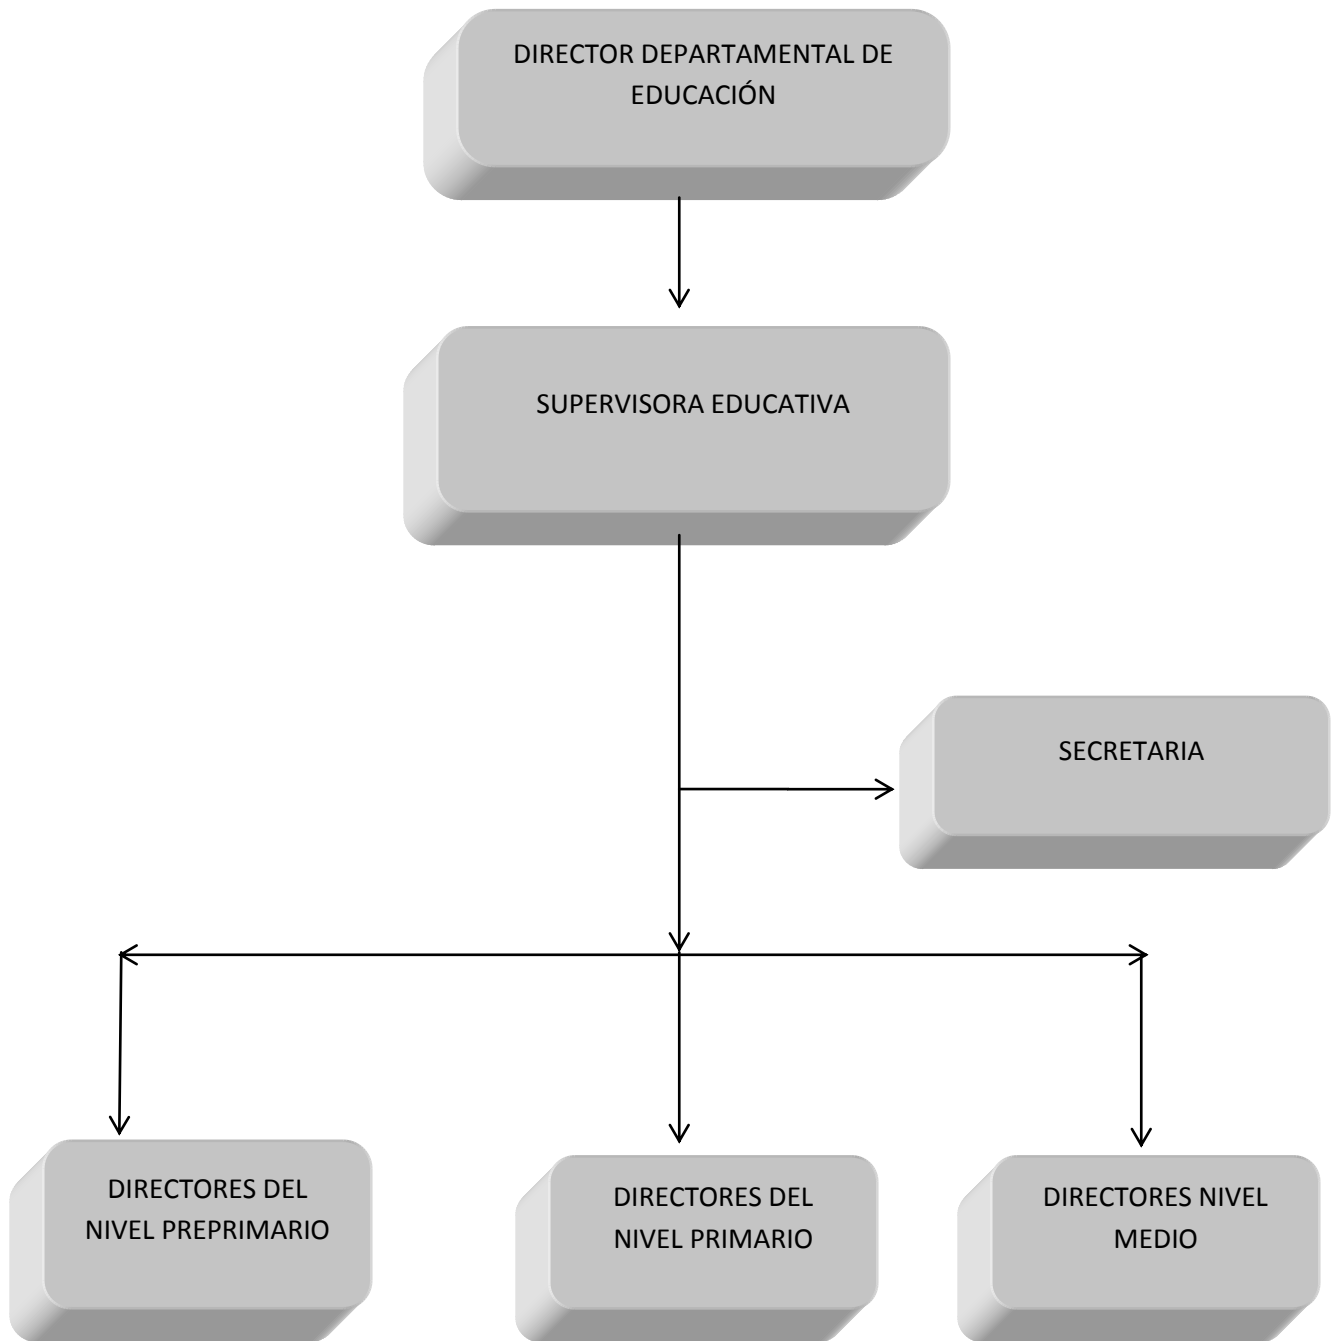 DIRECTOR DEPARTAMENTAL DE
EDUCACIÓN
SUPERVISORA EDUCATIVA
SECRETARIA
DIRECTORES DEL
NIVEL PREPRIMARIO
DIRECTORES DEL
NIVEL PRIMARIO
DIRECTORES NIVEL
MEDIO